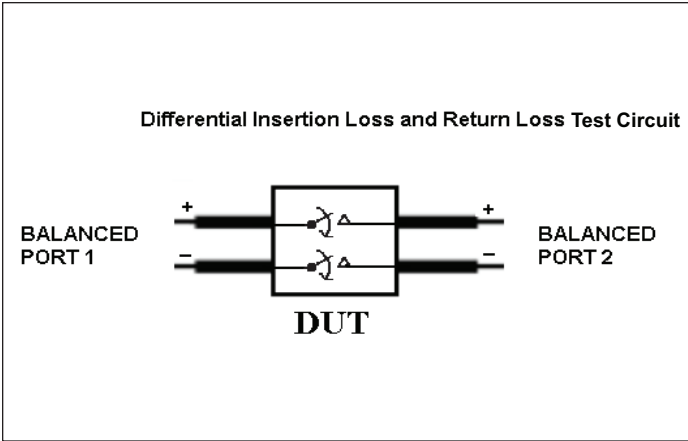 Differential Insertion Loss and Return Loss Test Circuit
+
+
BALANCED
PORT 1
BALANCED
PORT 2
−
−
DUT